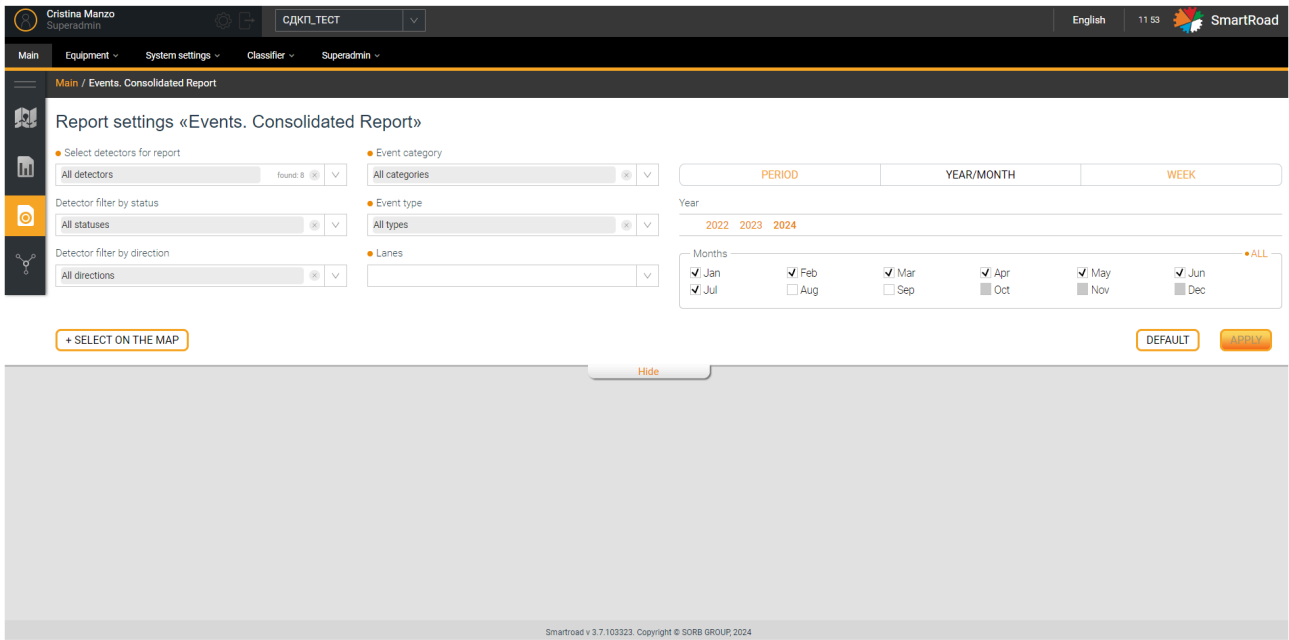 Cristina Manzo
Superadmin
СДКП_ТЕСТ
English
11 53
SmartRoad
Main
Equipment
System settings
Classifier
Superadmin
Main / Events. Consolidated Report
Report settings «Events. Consolidated Report»
Select detectors for report
All detectors
found: 8
Detector filter by status
All statuses
Detector filter by direction
All directions
Event category
All categories
Event type
All types
Lanes
PERIOD
YEAR/MONTH
WEEK
Year
2022 2023 2024
Months
ALL
Jan Feb Mar Apr May Jun
Jul Aug Sep Oct Nov Dec
+ SELECT ON THE MAP
DEFAULT
APPLY
Hide
Smartroad v 3.7.103323. Copyright © SORB GROUP, 2024